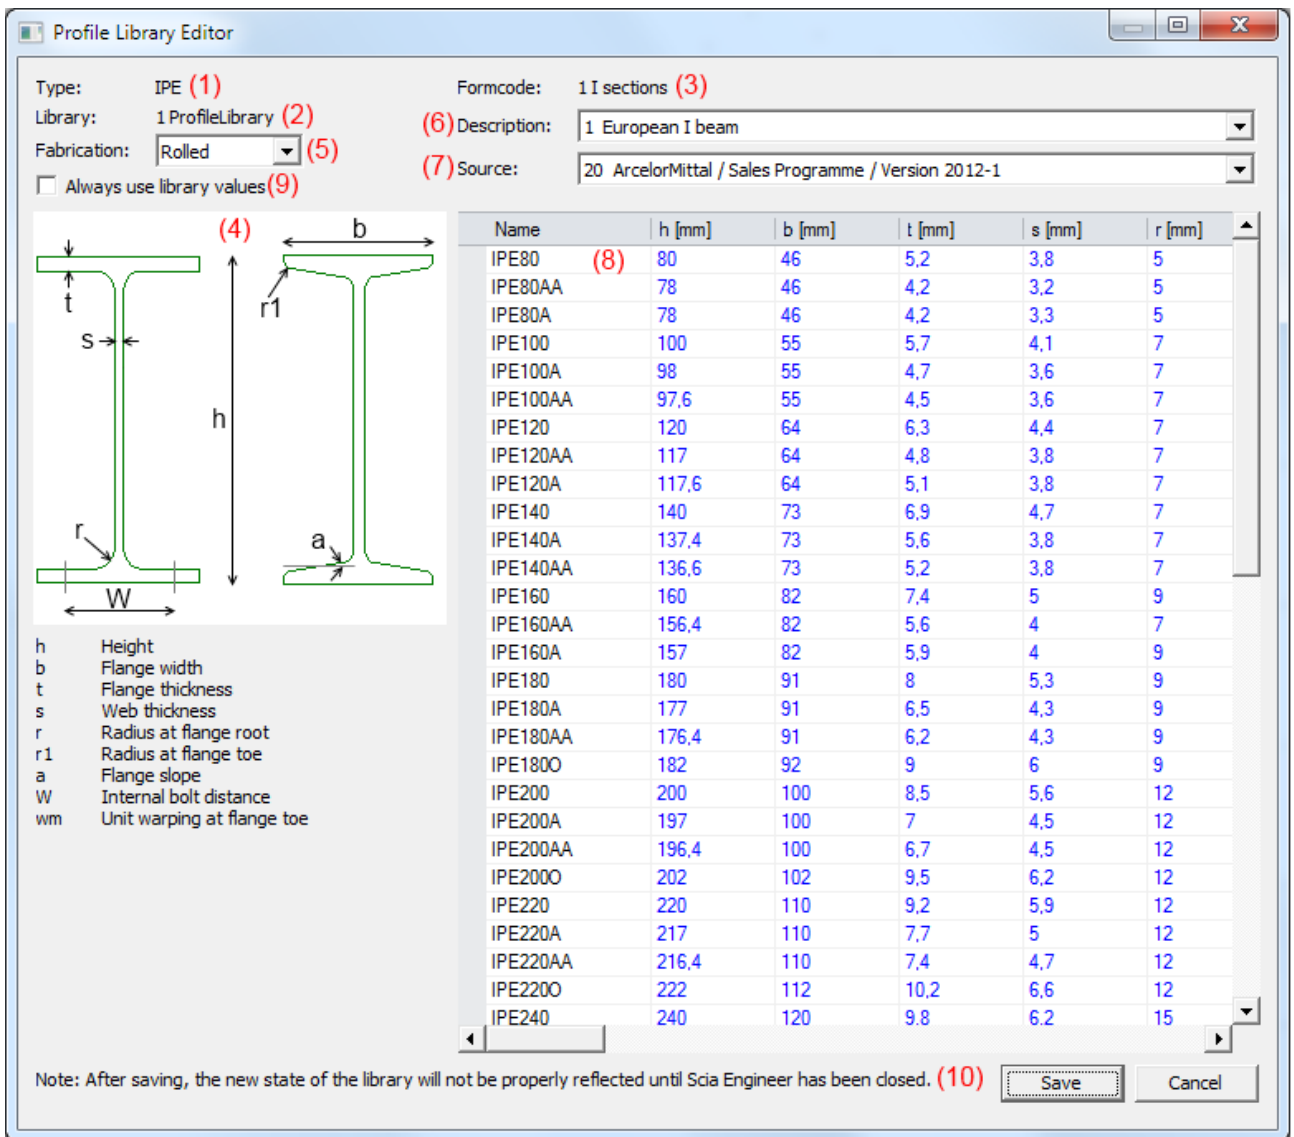 Profile Library Editor
Type: IPE (1) Formcode: 1 I sections (3)
Library: 1 ProfileLibrary (2) (6) Description: 1 European I beam
Fabrication: Rolled (5) (7) Source: 20 ArcelorMittal / Sales Programme / Version 2012-1
Always use library values (9)
(4)
b
t
r1
s
h
r
a
W
h Height
b Flange width
t Flange thickness
s Web thickness
r Radius at flange root
r1 Radius at flange toe
a Flange slope
W Internal bolt distance
wm Unit warping at flange toe
Name h [mm] b [mm] t [mm] s [mm] r [mm]
IPE80 (8) 80 46 5,2 3,8 5
IPE80AA 78 46 4,2 3,2 5
IPE80A 78 46 4,2 3,3 5
IPE100 100 55 5,7 4,1 7
IPE100A 98 55 4,7 3,6 7
IPE100AA 97,6 55 4,5 3,6 7
IPE120 120 64 6,3 4,4 7
IPE120AA 117 64 4,8 3,8 7
IPE120A 117,6 64 5,1 3,8 7
IPE140 140 73 6,9 4,7 7
IPE140A 137,4 73 5,6 3,8 7
IPE140AA 136,6 73 5,2 3,8 7
IPE160 160 82 7,4 5 9
IPE160AA 156,4 82 5,6 4 7
IPE160A 157 82 5,9 4 9
IPE180 180 91 8 5,3 9
IPE180A 177 91 6,5 4,3 9
IPE180AA 176,4 91 6,2 4,3 9
IPE180O 182 92 9 6 9
IPE200 200 100 8,5 5,6 12
IPE200A 197 100 7 4,5 12
IPE200AA 196,4 100 6,7 4,5 12
IPE200O 202 102 9,5 6,2 12
IPE220 220 110 9,2 5,9 12
IPE220A 217 110 7,7 5 12
IPE220AA 216,4 110 7,4 4,7 12
IPE220O 222 112 10,2 6,6 12
IPE240 240 120 9,8 6,2 15
Note: After saving, the new state of the library will not be properly reflected until Scia Engineer has been closed. (10) Save Cancel